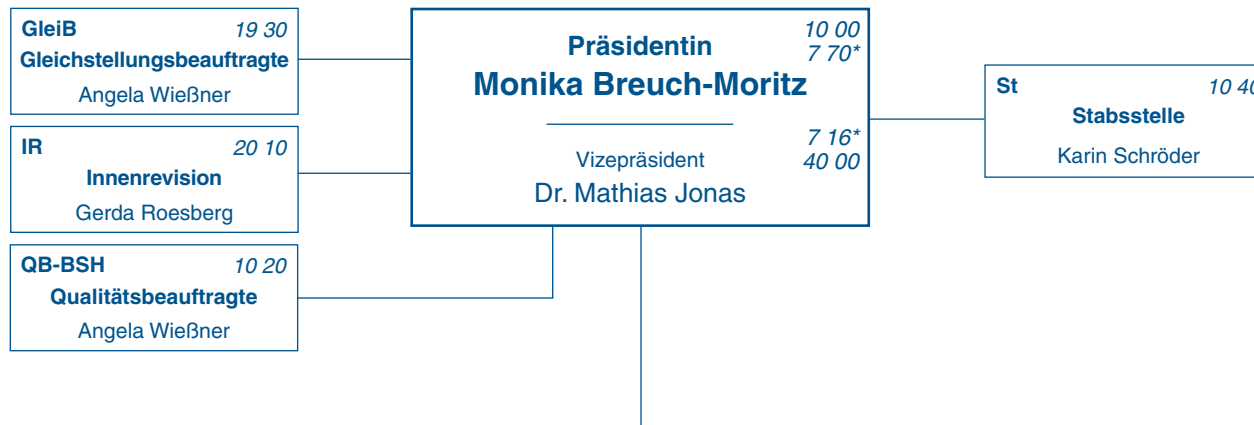 GleiB 19 30
Gleichstellungsbeauftragte
Angela Wießner
IR 20 10
Innenrevision
Gerda Roesberg
QB-BSH 10 20
Qualitätsbeauftragte
Angela Wießner
10 00
Präsidentin 7 70*
Monika Breuch-Moritz
7 16*
Vizepräsident 40 00
Dr. Mathias Jonas
St 10 40
Stabsstelle
Karin Schröder